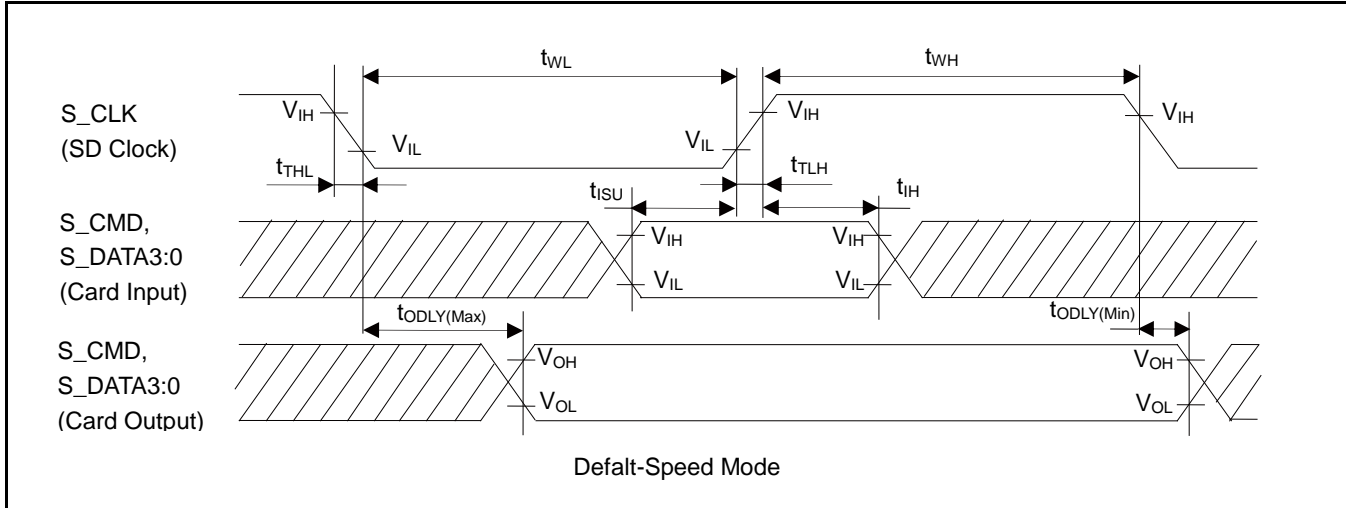 tWL
tWH
S_CLK
(SD Clock)
VIH
VIL
VIL
VIH
VIH
tTHL
tTLH
tISU
tIH
S_CMD,
S_DATA3:0
(Card Input)
VIH
VIL
VIH
VIL
tODLY(Max)
tODLY(Min)
S_CMD,
S_DATA3:0
(Card Output)
VOH
VOL
VOH
VOL
Defalt-Speed Mode